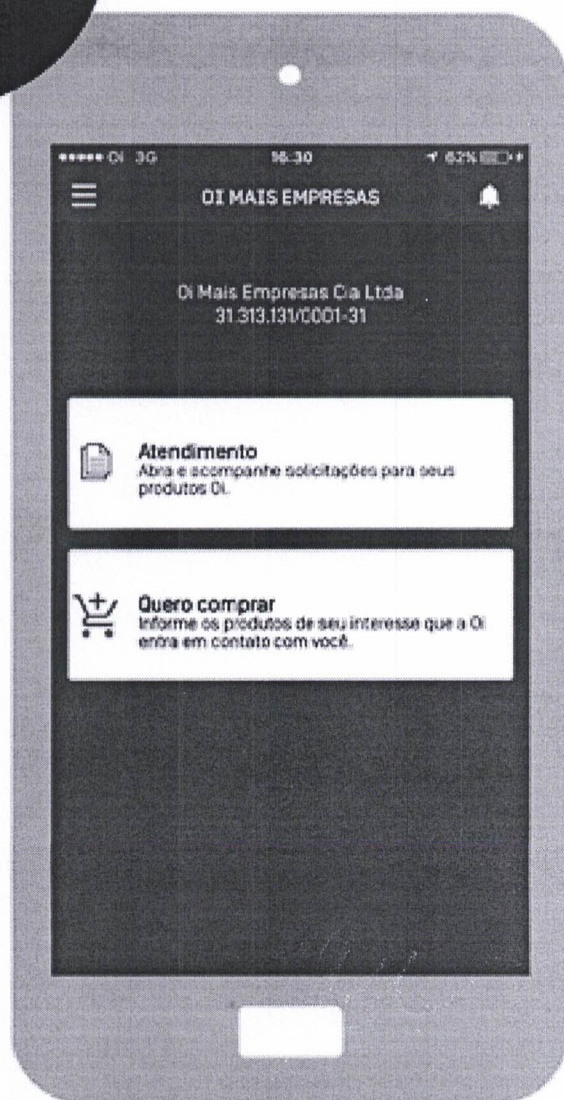 Oi 3G 16:30 62%
OI MAIS EMPRESAS
Oi Mais Empresas Cia Ltda
31.313.131/0001-31
Atendimento
Abra e acompanhe solicitações para seus
produtos Oi.
Quero comprar
Informe os produtos de seu interesse que a Oi
entra em contato com você.